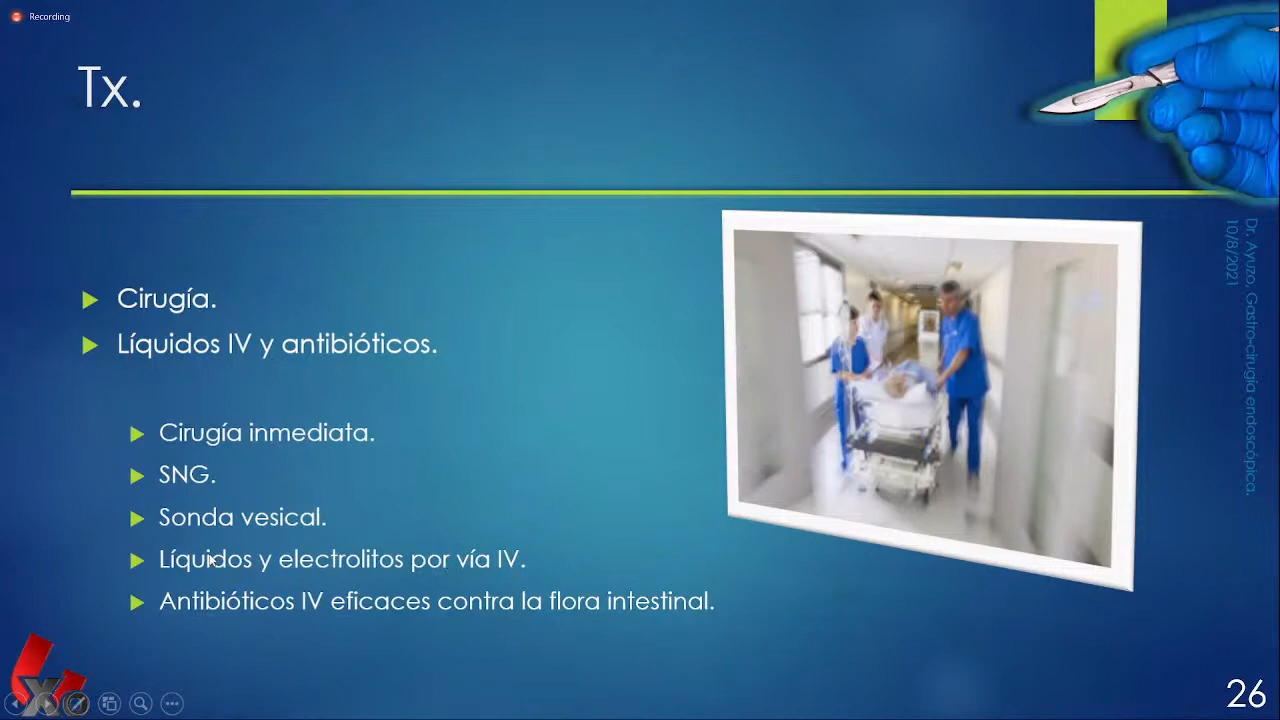 Recording
Tx.
Cirugía.
Líquidos IV y antibióticos.
Cirugía inmediata.
SNG.
Sonda vesical.
Líquidos y electrolitos por vía IV.
Antibióticos IV eficaces contra la flora intestinal.
Dr. Ayuzo, Gastro-cirugía endoscópica.
10/8/2021
26